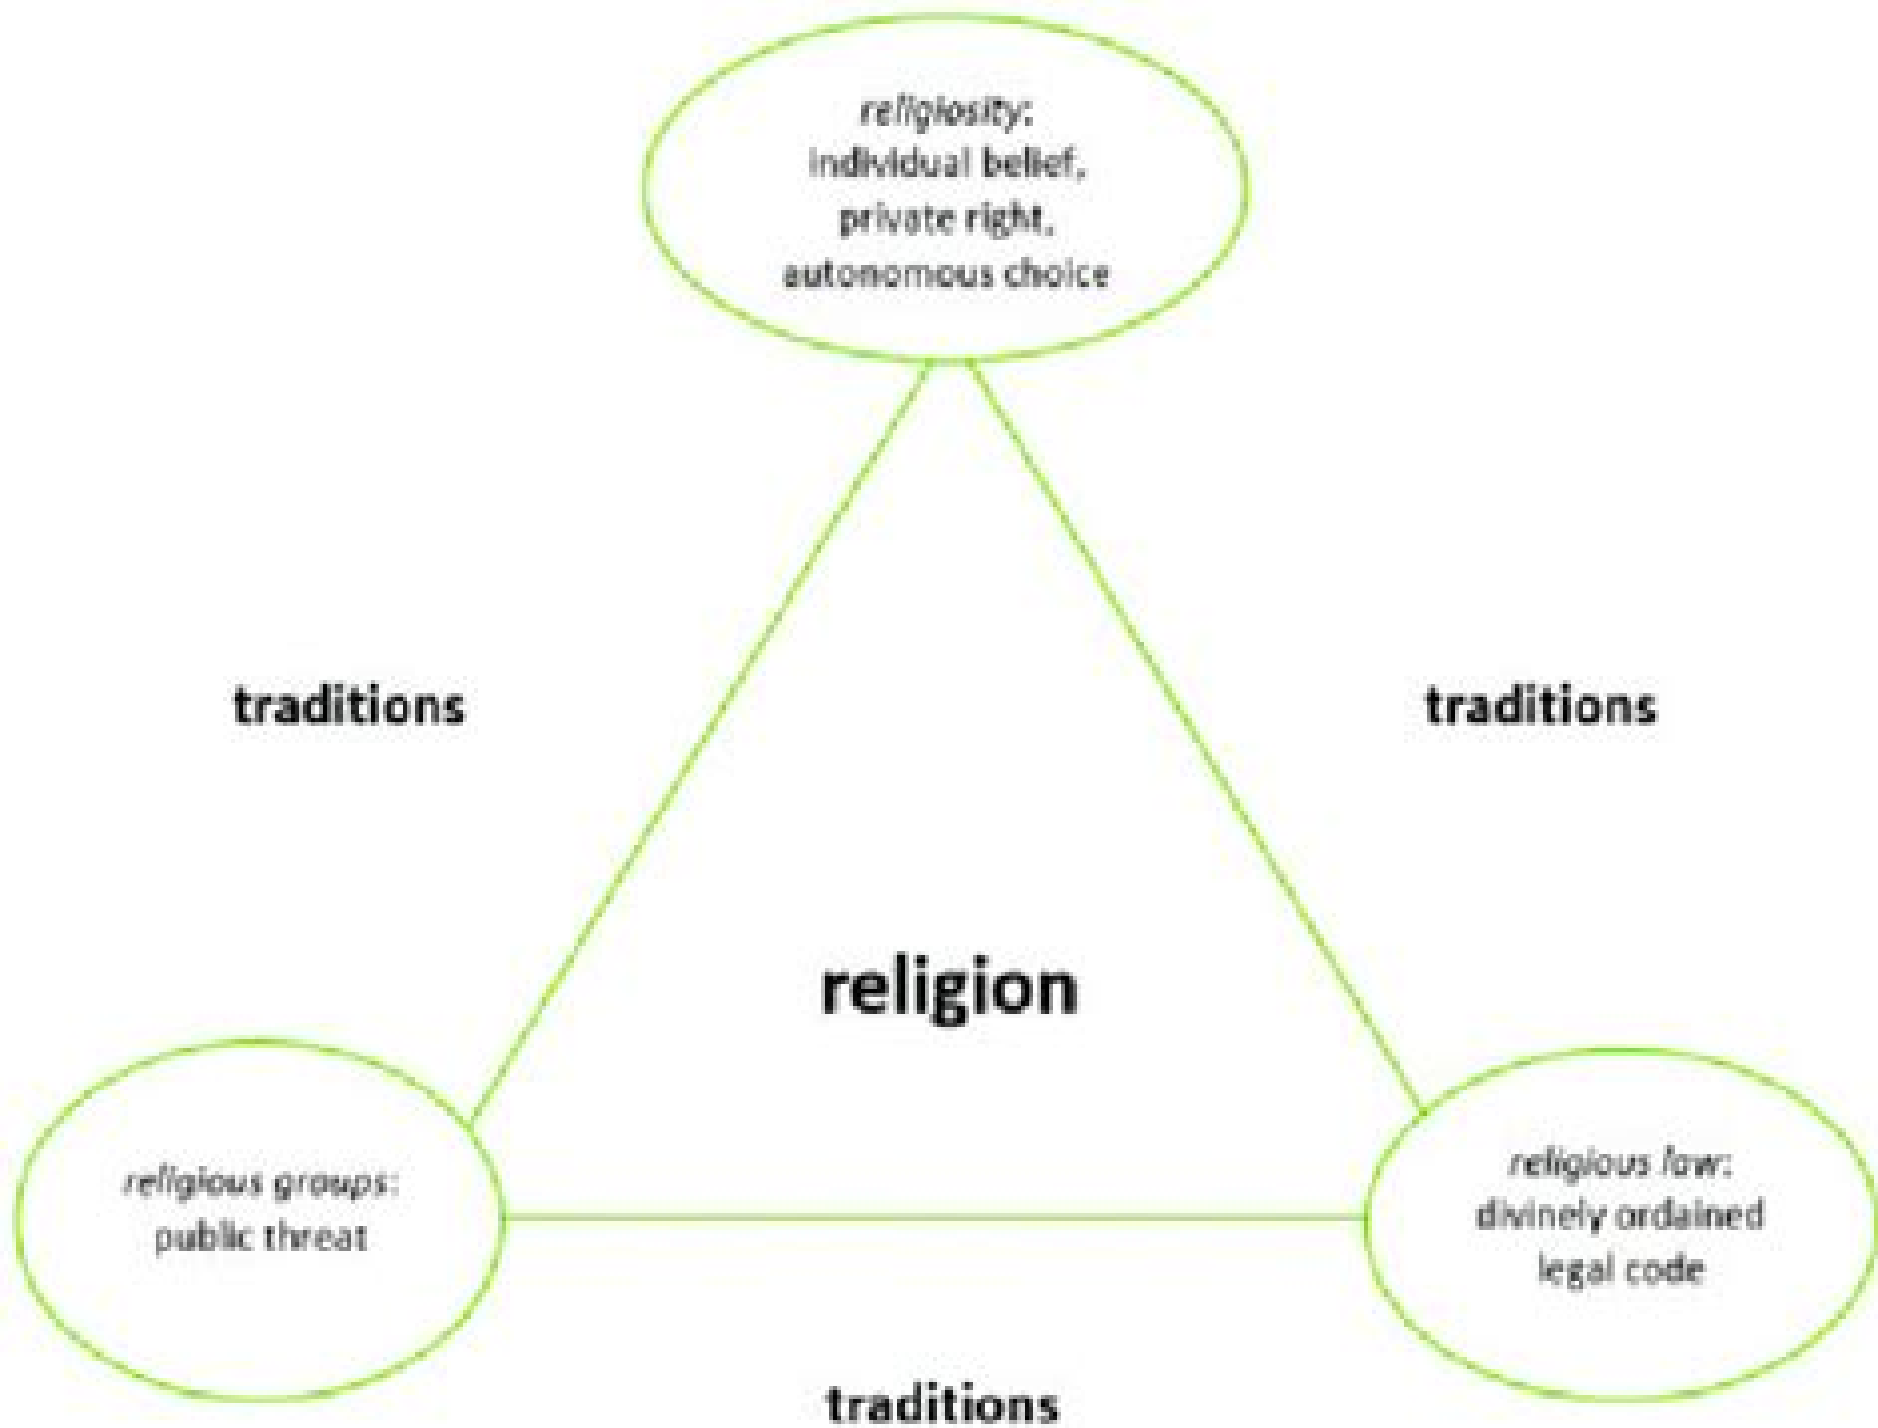 religiosity:
individual belief,
private right,
autonomous choice
traditions
traditions
religion
religious groups:
public threat
religious law:
divinely ordained
legal code
traditions